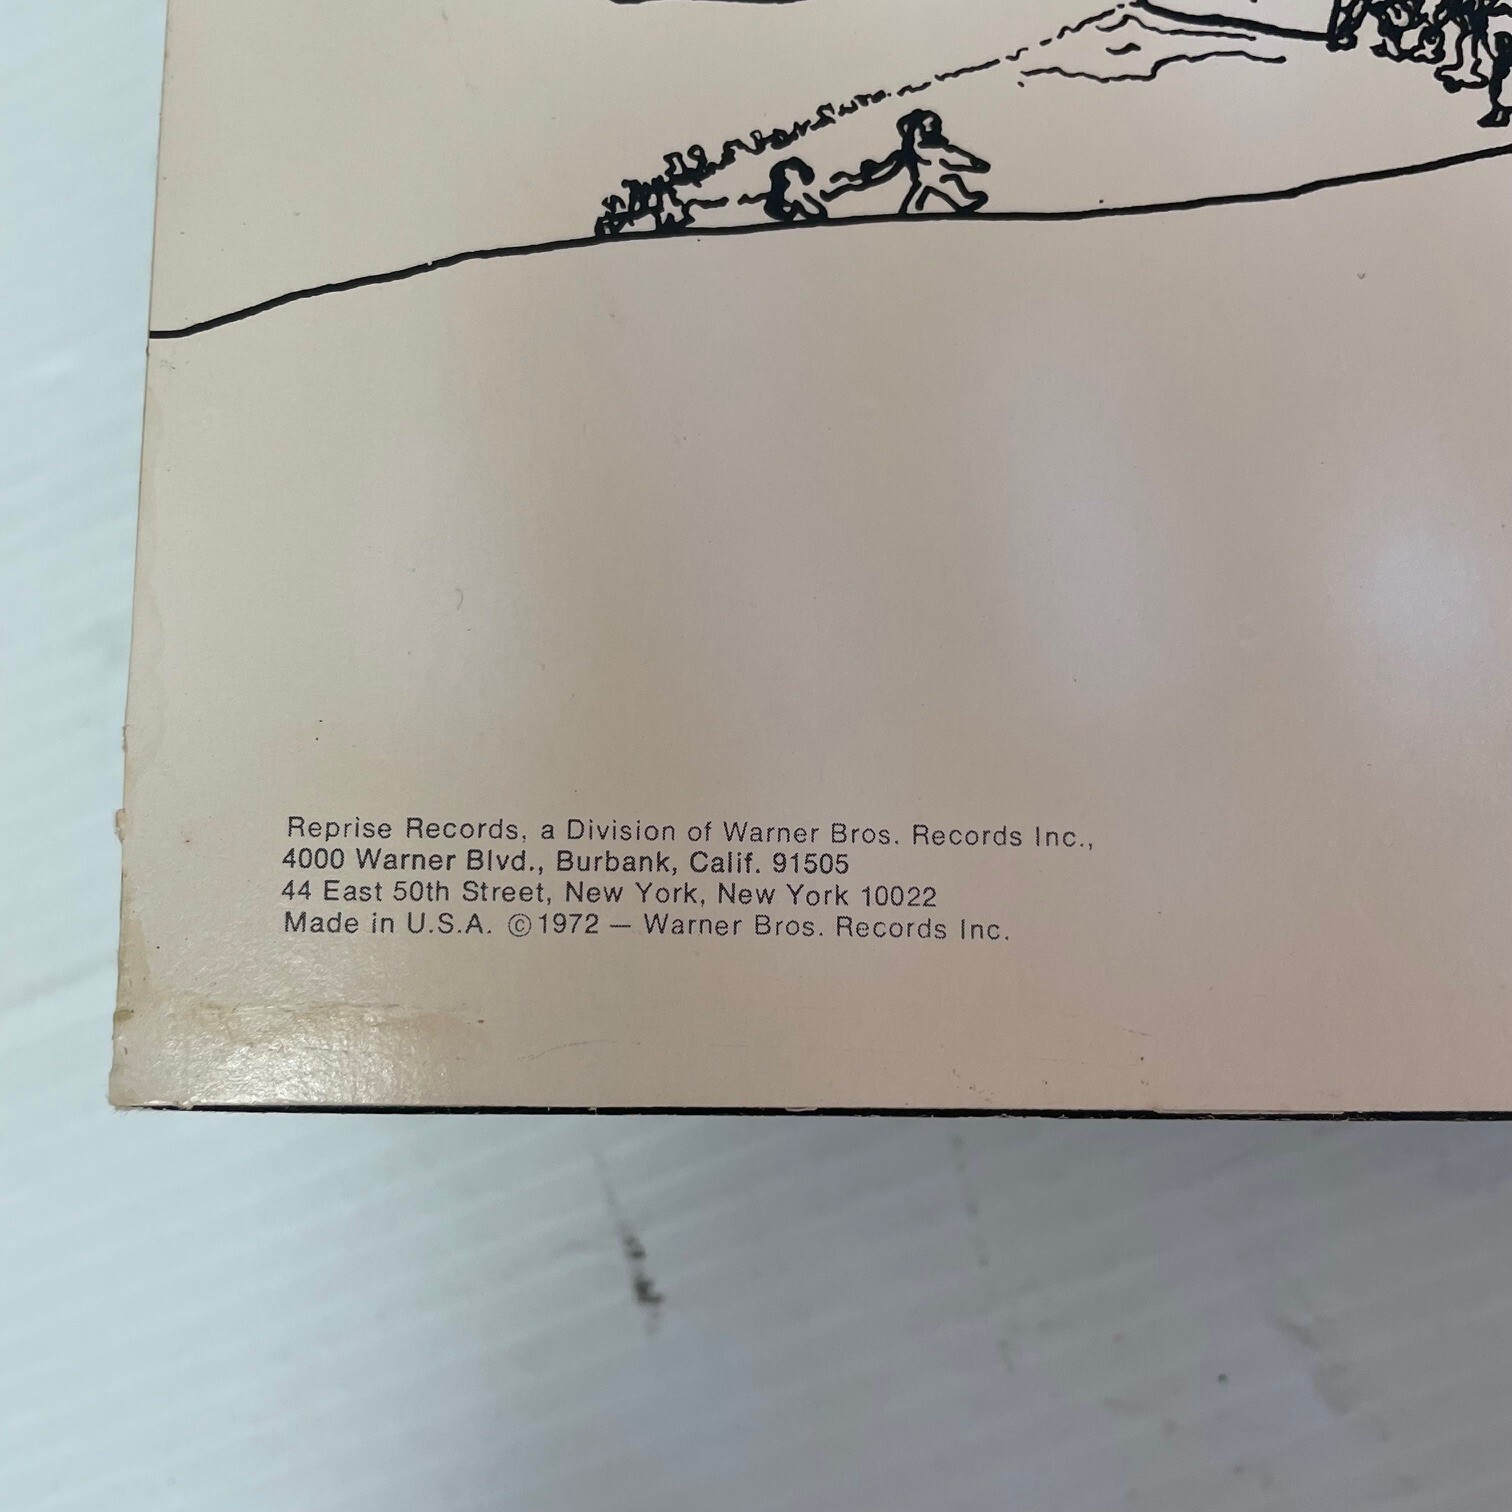 Reprise Records, a Division of Warner Bros. Records Inc.,
4000 Warner Blvd., Burbank, Calif. 91505
44 East 50th Street, New York, New York 10022
Made in U.S.A. ©1972 — Warner Bros. Records Inc.